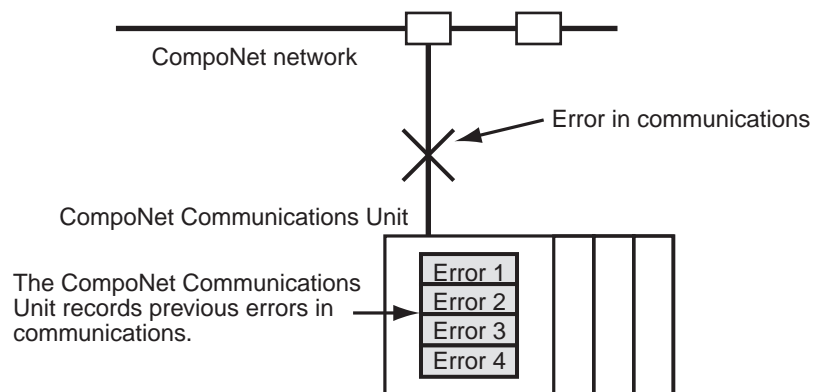 CompoNet network
Error in communications
CompoNet Communications Unit
The CompoNet Communications
Unit records previous errors in
communications.
Error 1
Error 2
Error 3
Error 4